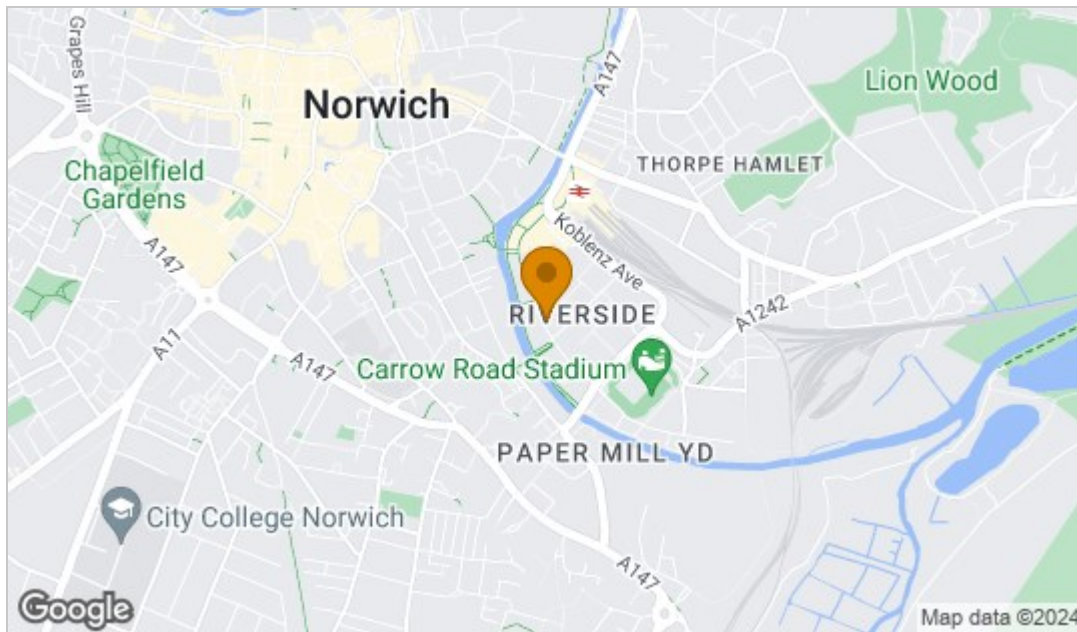 Grapes Hill
A147
Norwich
Lion Wood
THORPE HAMLET
Chapelfield
Gardens
Koblenz Ave
A147
RIVERSIDE
A1242
A11
A147
Carrow Road Stadium
PAPER MILL YD
City College Norwich
A147
Google
Map data ©2024